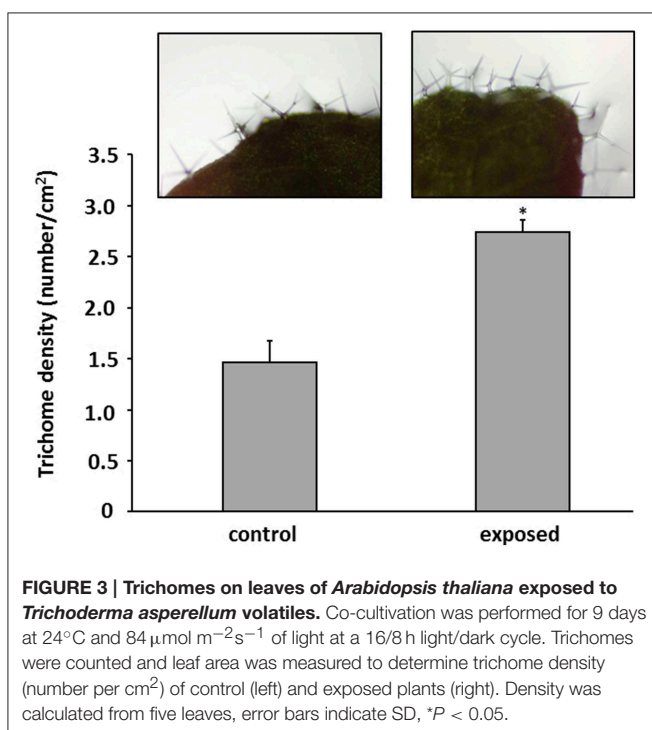 3.5
3.0
2.5
2.0
1.5
1.0
0.5
0
Trichome density (number/cm²)
*
control
exposed
FIGURE 3 | Trichomes on leaves of Arabidopsis thaliana exposed to
Trichoderma asperellum volatiles. Co-cultivation was performed for 9 days
at 24°C and 84 μmol m−2s−1 of light at a 16/8 h light/dark cycle. Trichomes
were counted and leaf area was measured to determine trichome density
(number per cm²) of control (left) and exposed plants (right). Density was
calculated from five leaves, error bars indicate SD, *P < 0.05.